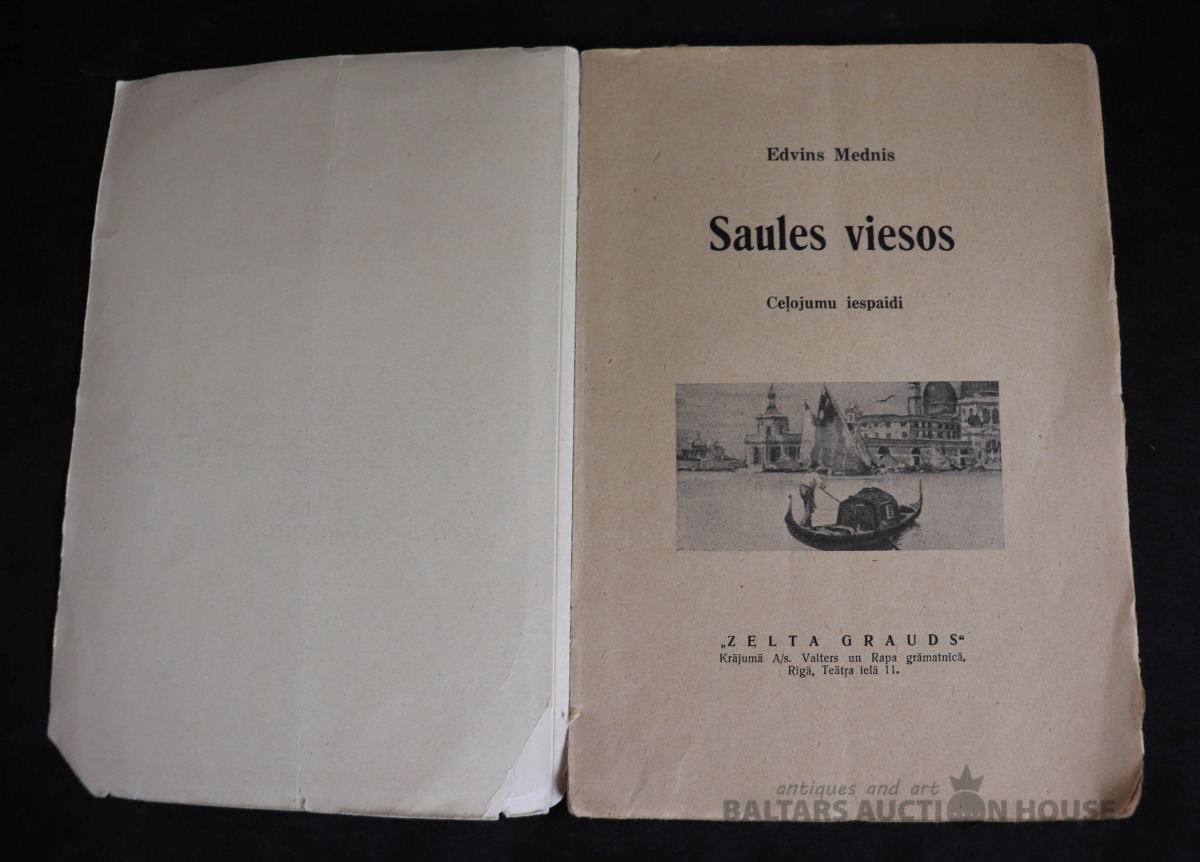 Edvins Mednis
Saules viesos
Ceļojumu iespaidi
„ZELTA GRAUDS“
Krājumā A/s. Valters un Rapa grāmatnīcā,
Rīgā, Teātŗa ielā 11.
antiques and art
BALTARS AUCTION HOUSE